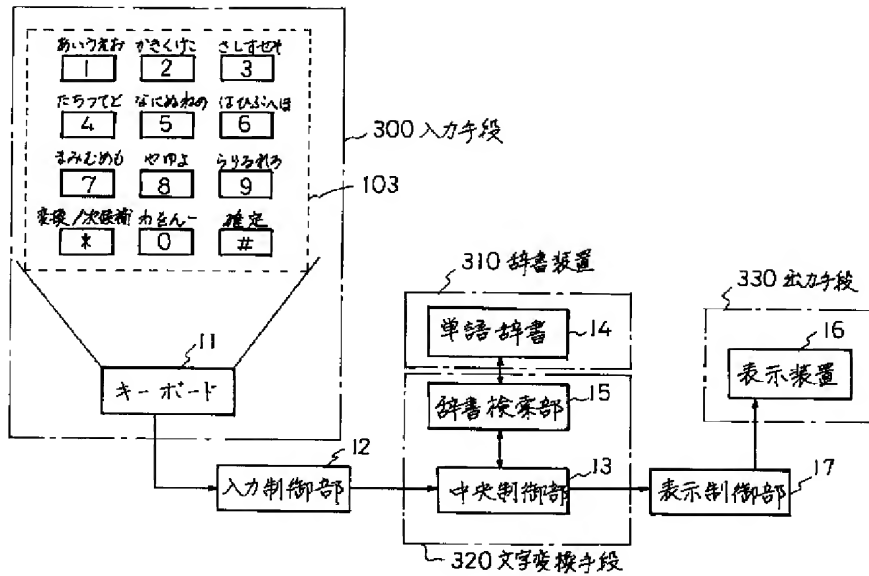 あいうえお かきくけこ さしすせそ
1 2 3
たちってど なにぬねの はひふへほ
4 5 6
300 入力手段
まみむめも やゆよ らりるれろ
103
7 8 9
変換/次候補 わをんー 推定
* 0 #
310 辞書装置
330 出力手段
単語辞書 14
16
11
キーボード
辞書検索部 15
表示装置
12
入力制御部
13
中央制御部
表示制御部 17
320 文字変換手段